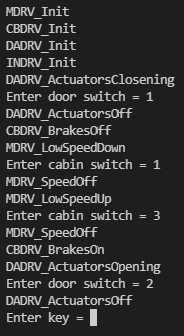 MDRV_Init
CBDRV_Init
DADRV_Init
INDRV_Init
DADRV_ActuatorsClosening
Enter door switch = 1
DADRV_ActuatorsOff
CBDRV_BrakesOff
MDRV_LowSpeedDown
Enter cabin switch = 1
MDRV_SpeedOff
MDRV_LowSpeedUp
Enter cabin switch = 3
MDRV_SpeedOff
CBDRV_BrakesOn
DADRV_ActuatorsOpening
Enter door switch = 2
DADRV_ActuatorsOff
Enter key =